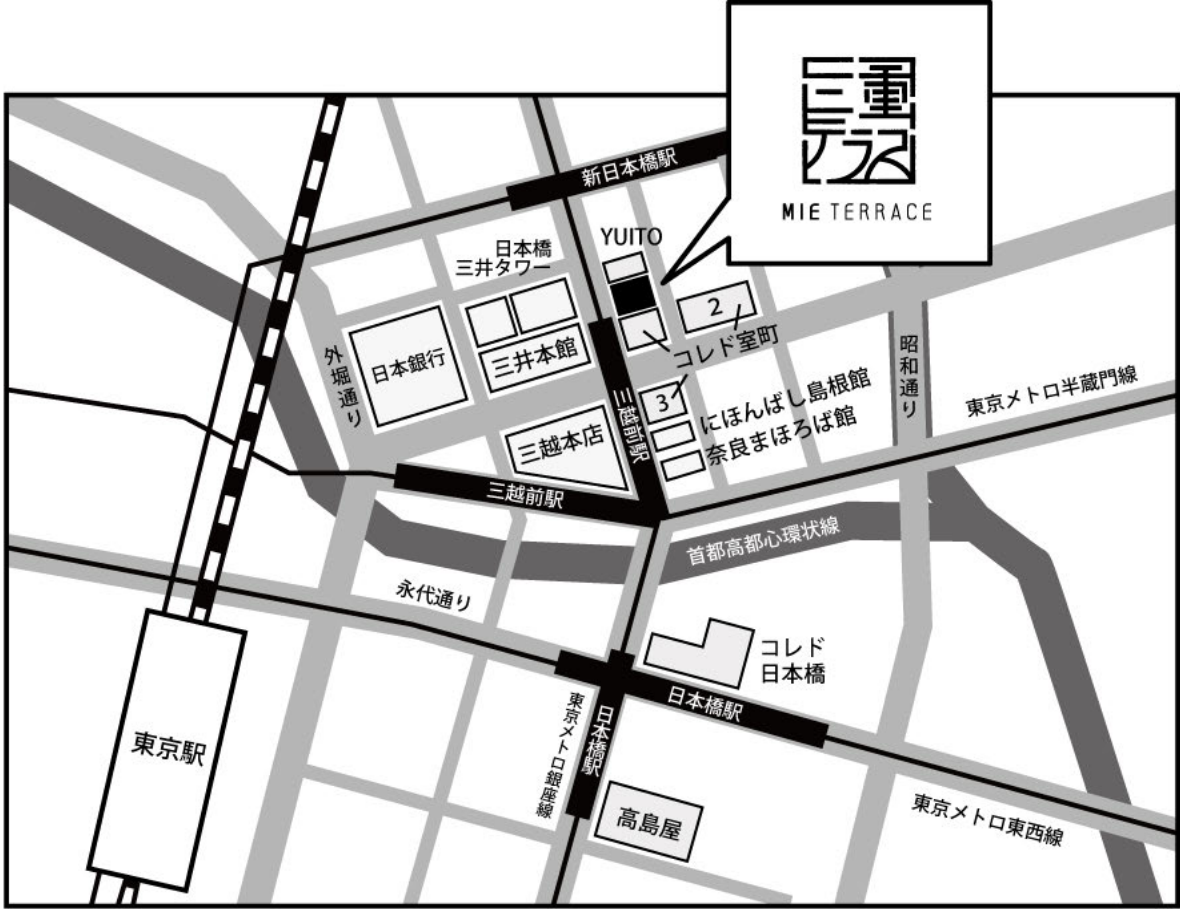 三重
テラス
MIE TERRACE
新日本橋駅
YUITO
日本橋
三井タワー
2
コレド室町
日本銀行
三井本館
外堀通り
昭和通り
3
にほんばし島根館
奈良まほろば館
東京メトロ半蔵門線
三越前駅
三越本店
三越前駅
首都高都心環状線
永代通り
コレド
日本橋
日本橋駅
日本橋駅
東京メトロ銀座線
東京駅
高島屋
東京メトロ東西線